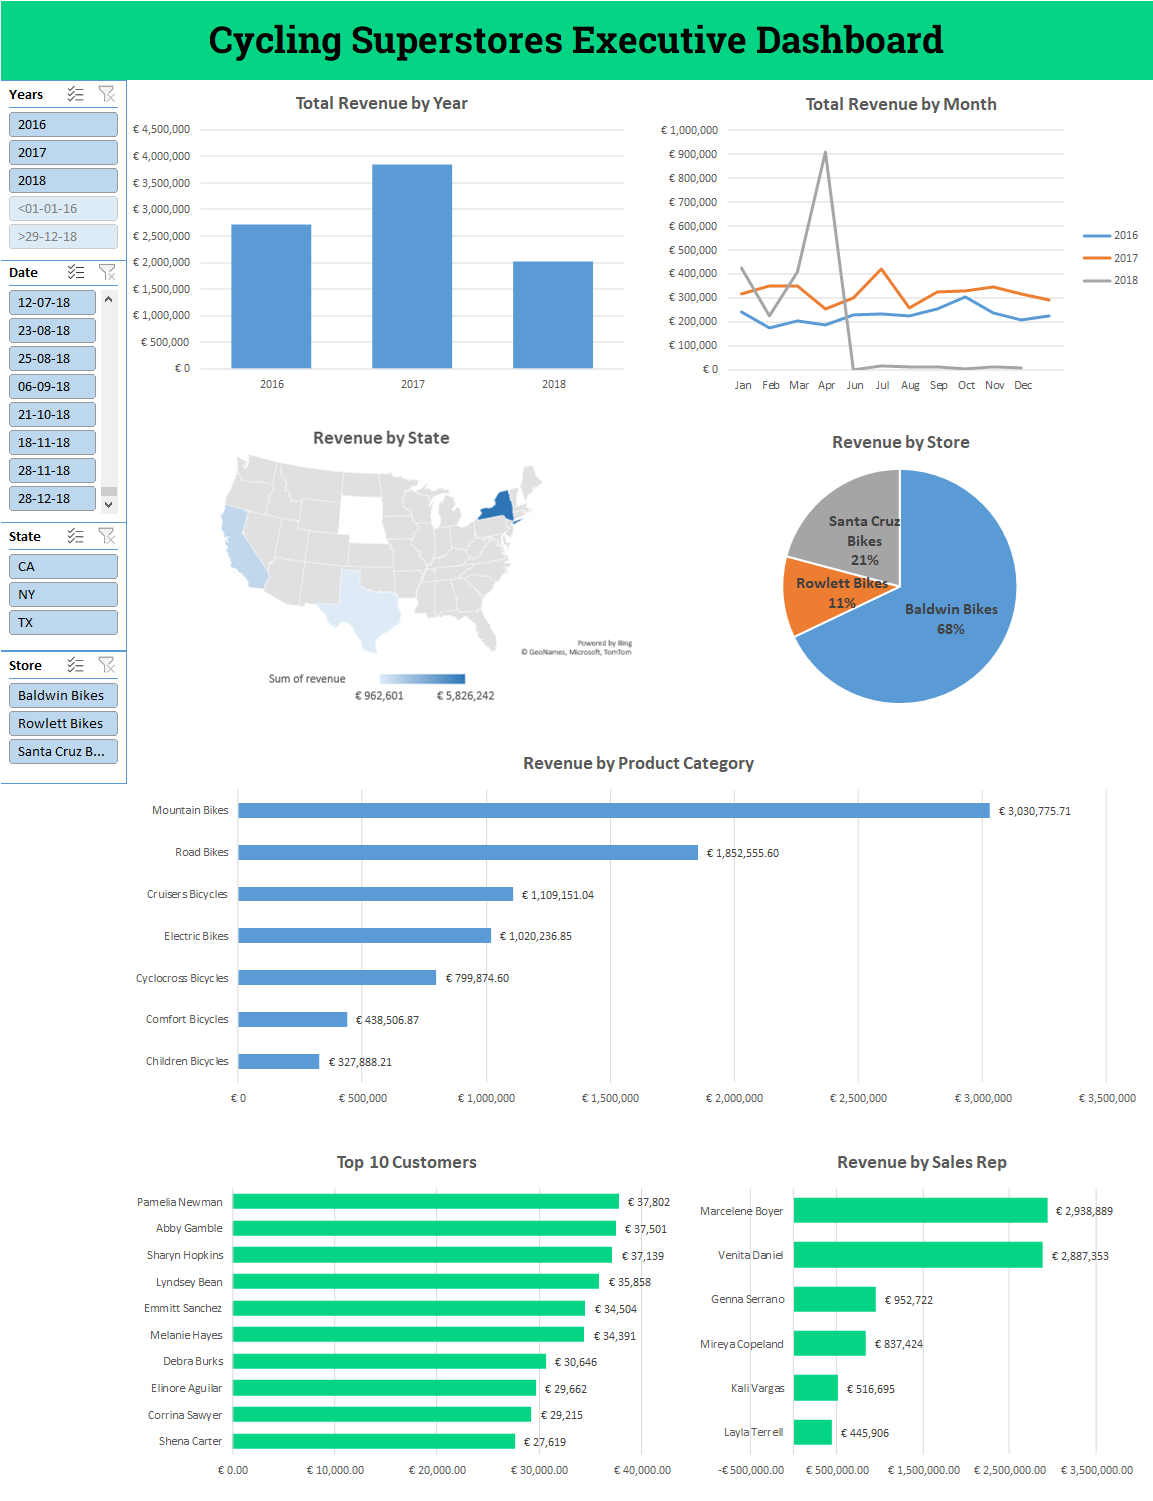 Cycling Superstores Executive Dashboard
Years
2016
2017
2018
<01-01-16
>29-12-18
Date
12-07-18
23-08-18
25-08-18
06-09-18
21-10-18
18-11-18
28-11-18
28-12-18
State
CA
NY
TX
Store
Baldwin Bikes
Rowlett Bikes
Santa Cruz B...
Total Revenue by Year
€ 4,500,000
€ 4,000,000
€ 3,500,000
€ 3,000,000
€ 2,500,000
€ 2,000,000
€ 1,500,000
€ 1,000,000
€ 500,000
€ 0
2016 2017 2018
Total Revenue by Month
€ 1,000,000
€ 900,000
€ 800,000
€ 700,000
€ 600,000
€ 500,000
€ 400,000
€ 300,000
€ 200,000
€ 100,000
€ 0
Jan Feb Mar Apr Jun Jul Aug Sep Oct Nov Dec
2016
2017
2018
Revenue by State
Powered by Bing
© GeoNames, Microsoft, TomTom
Sum of revenue
€ 962,601 € 5,826,242
Revenue by Store
Santa Cruz
Bikes
21%
Rowlett Bikes
11%
Baldwin Bikes
68%
Revenue by Product Category
Mountain Bikes € 3,030,775.71
Road Bikes € 1,852,555.60
Cruisers Bicycles € 1,109,151.04
Electric Bikes € 1,020,236.85
Cyclocross Bicycles € 799,874.60
Comfort Bicycles € 438,506.87
Children Bicycles € 327,888.21
€ 0 € 500,000 € 1,000,000 € 1,500,000 € 2,000,000 € 2,500,000 € 3,000,000 € 3,500,000
Top 10 Customers
Pamelia Newman € 37,802
Abby Gamble € 37,501
Sharyn Hopkins € 37,139
Lyndsey Bean € 35,858
Emmitt Sanchez € 34,504
Melanie Hayes € 34,391
Debra Burks € 30,646
Elinore Aguilar € 29,662
Corrina Sawyer € 29,215
Shena Carter € 27,619
€ 0.00 € 10,000.00 € 20,000.00 € 30,000.00 € 40,000.00
Revenue by Sales Rep
Marcelene Boyer € 2,938,889
Venita Daniel € 2,887,353
Genna Serrano € 952,722
Mireya Copeland € 837,424
Kali Vargas € 516,695
Layla Terrell € 445,906
-€ 500,000.00 € 500,000.00 € 1,500,000.00 € 2,500,000.00 € 3,500,000.00